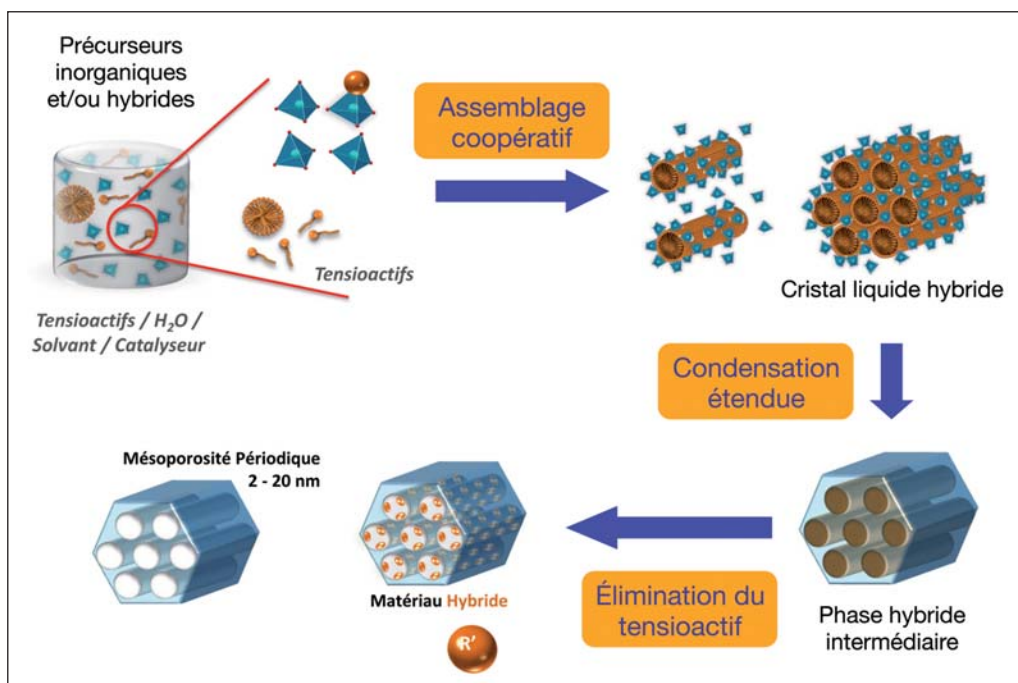 Précurseurs
inorganiques
et/ou hybrides
Tensioactifs
Tensioactifs / H₂O /
Solvant / Catalyseur
Assemblage
coopératif
Cristal liquide hybride
Condensation
étendue
Phase hybride
intermédiaire
Élimination du
tensioactif
Matériau Hybride
R'
Mésoporosité Périodique
2 - 20 nm